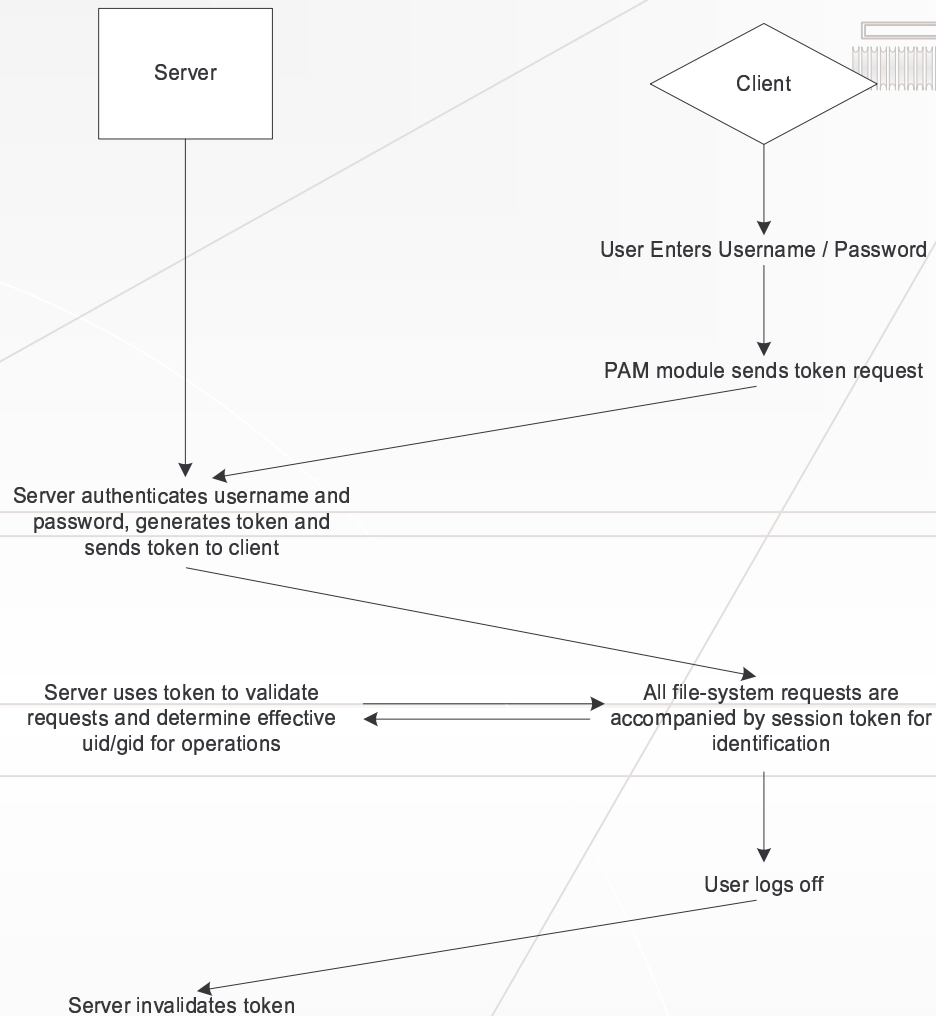 Server
Client
User Enters Username / Password
PAM module sends token request
Server authenticates username and
password, generates token and
sends token to client
Server uses token to validate
requests and determine effective
uid/gid for operations
All file-system requests are
accompanied by session token for
identification
User logs off
Server invalidates token